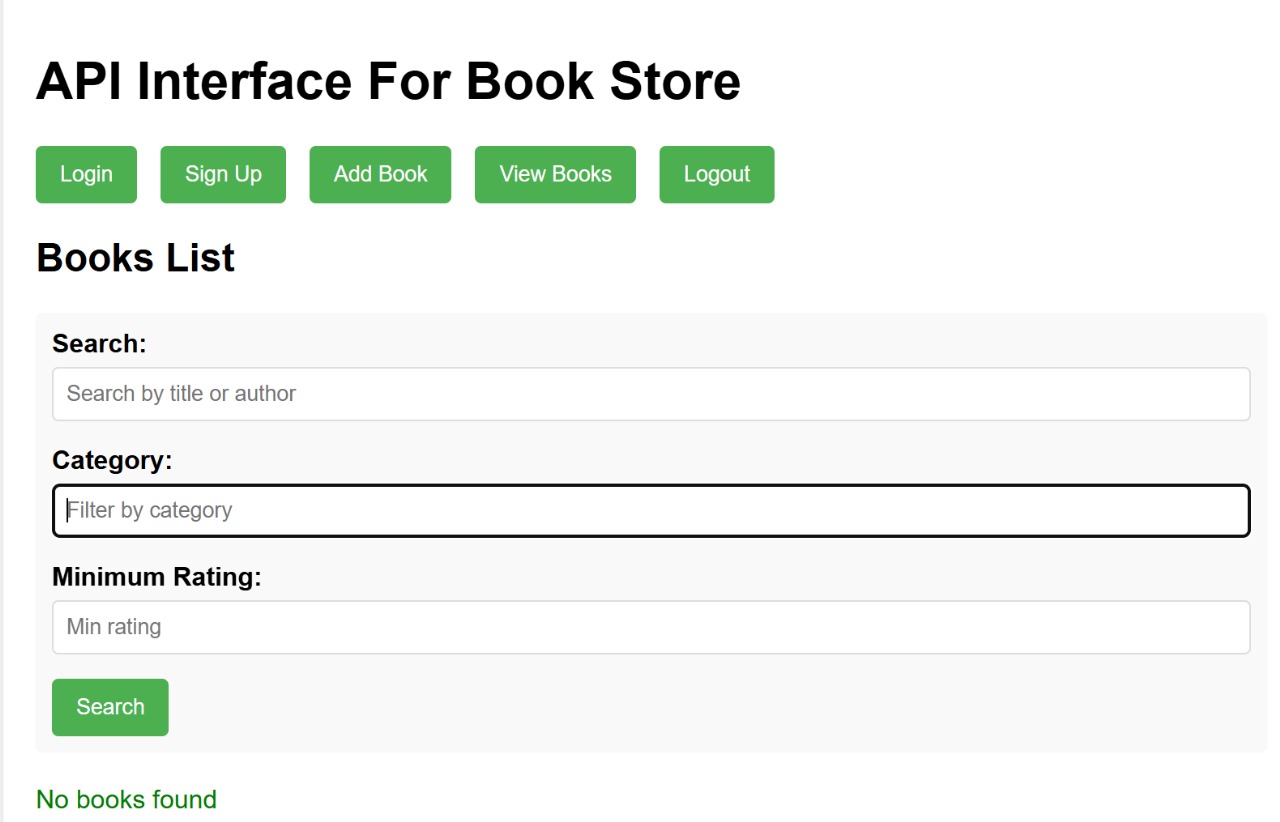 API Interface For Book Store
Login Sign Up Add Book View Books Logout
Books List
Search:
Search by title or author
Category:
Filter by category
Minimum Rating:
Min rating
Search
No books found